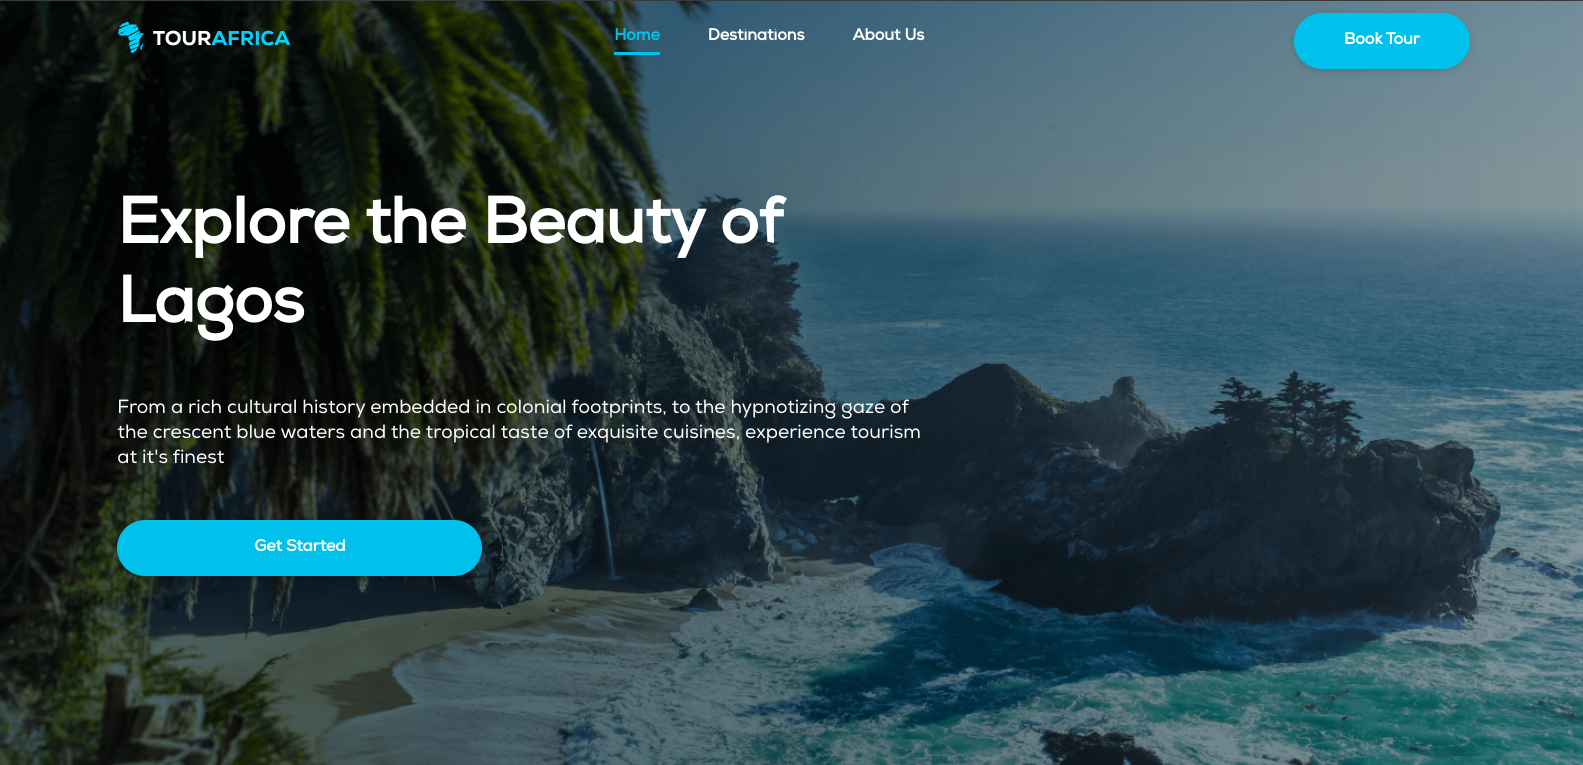 TOURAFRICA
Home
Destinations
About Us
Book Tour
Explore the Beauty of
Lagos
From a rich cultural history embedded in colonial footprints, to the hypnotizing gaze of
the crescent blue waters and the tropical taste of exquisite cuisines, experience tourism
at it's finest
Get Started